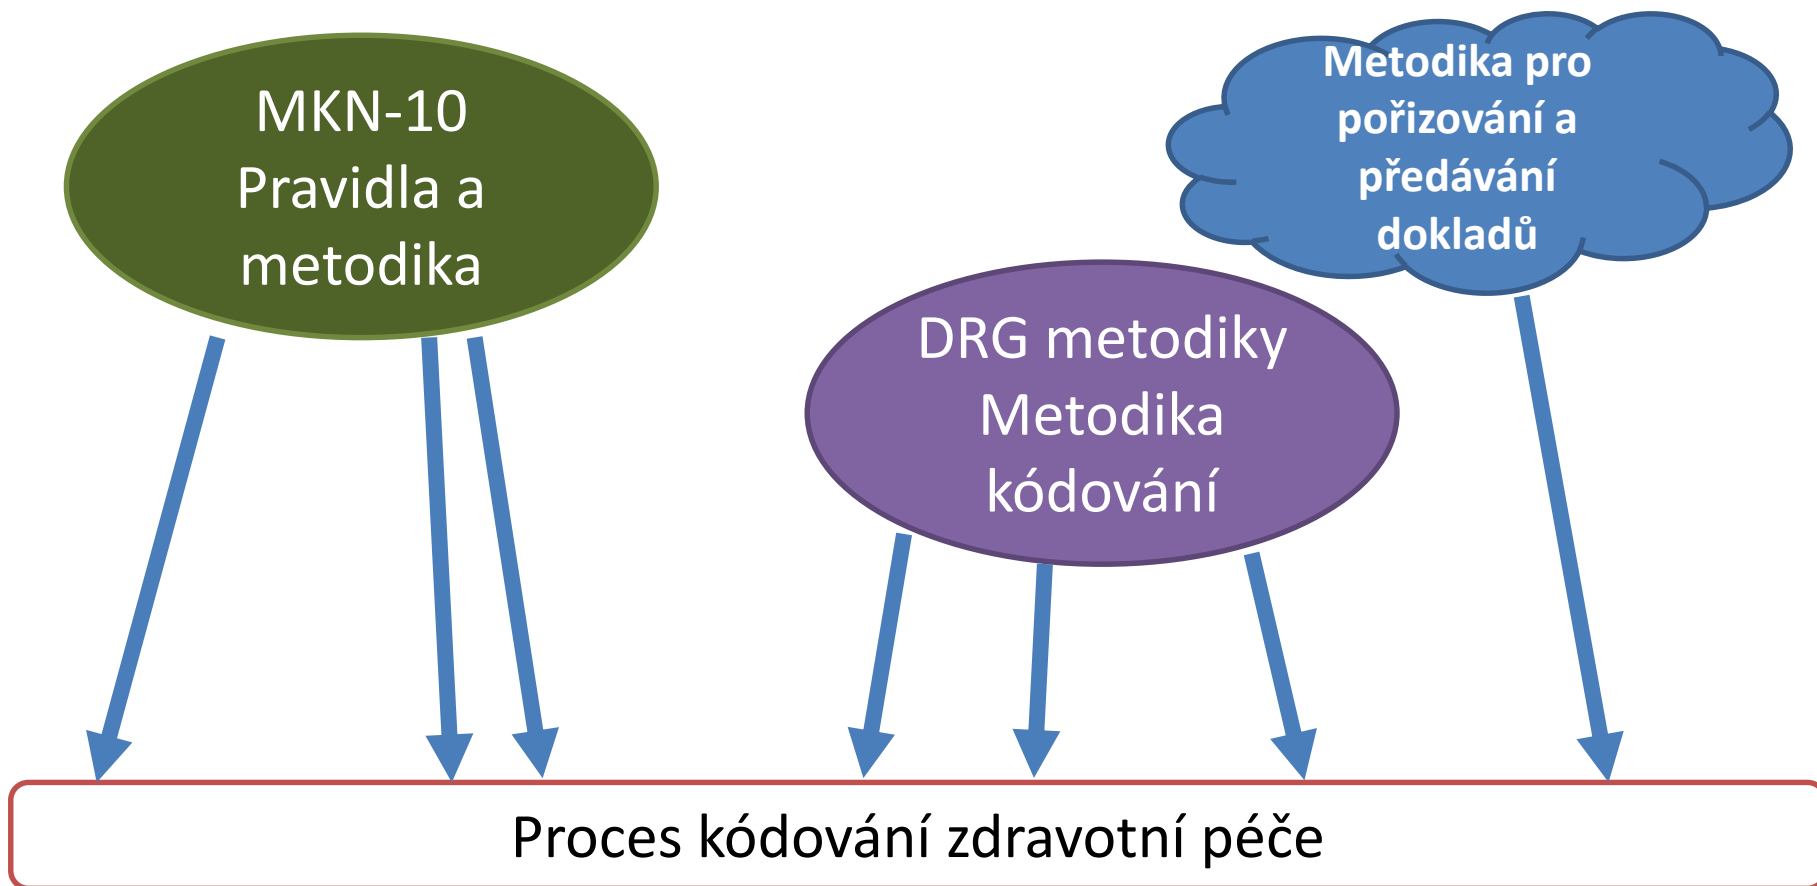 MKN-10
Pravidla a
metodika
Metodika pro
pořizování a
předávání
dokladů
DRG metodiky
Metodika
kódování
Proces kódování zdravotní péče